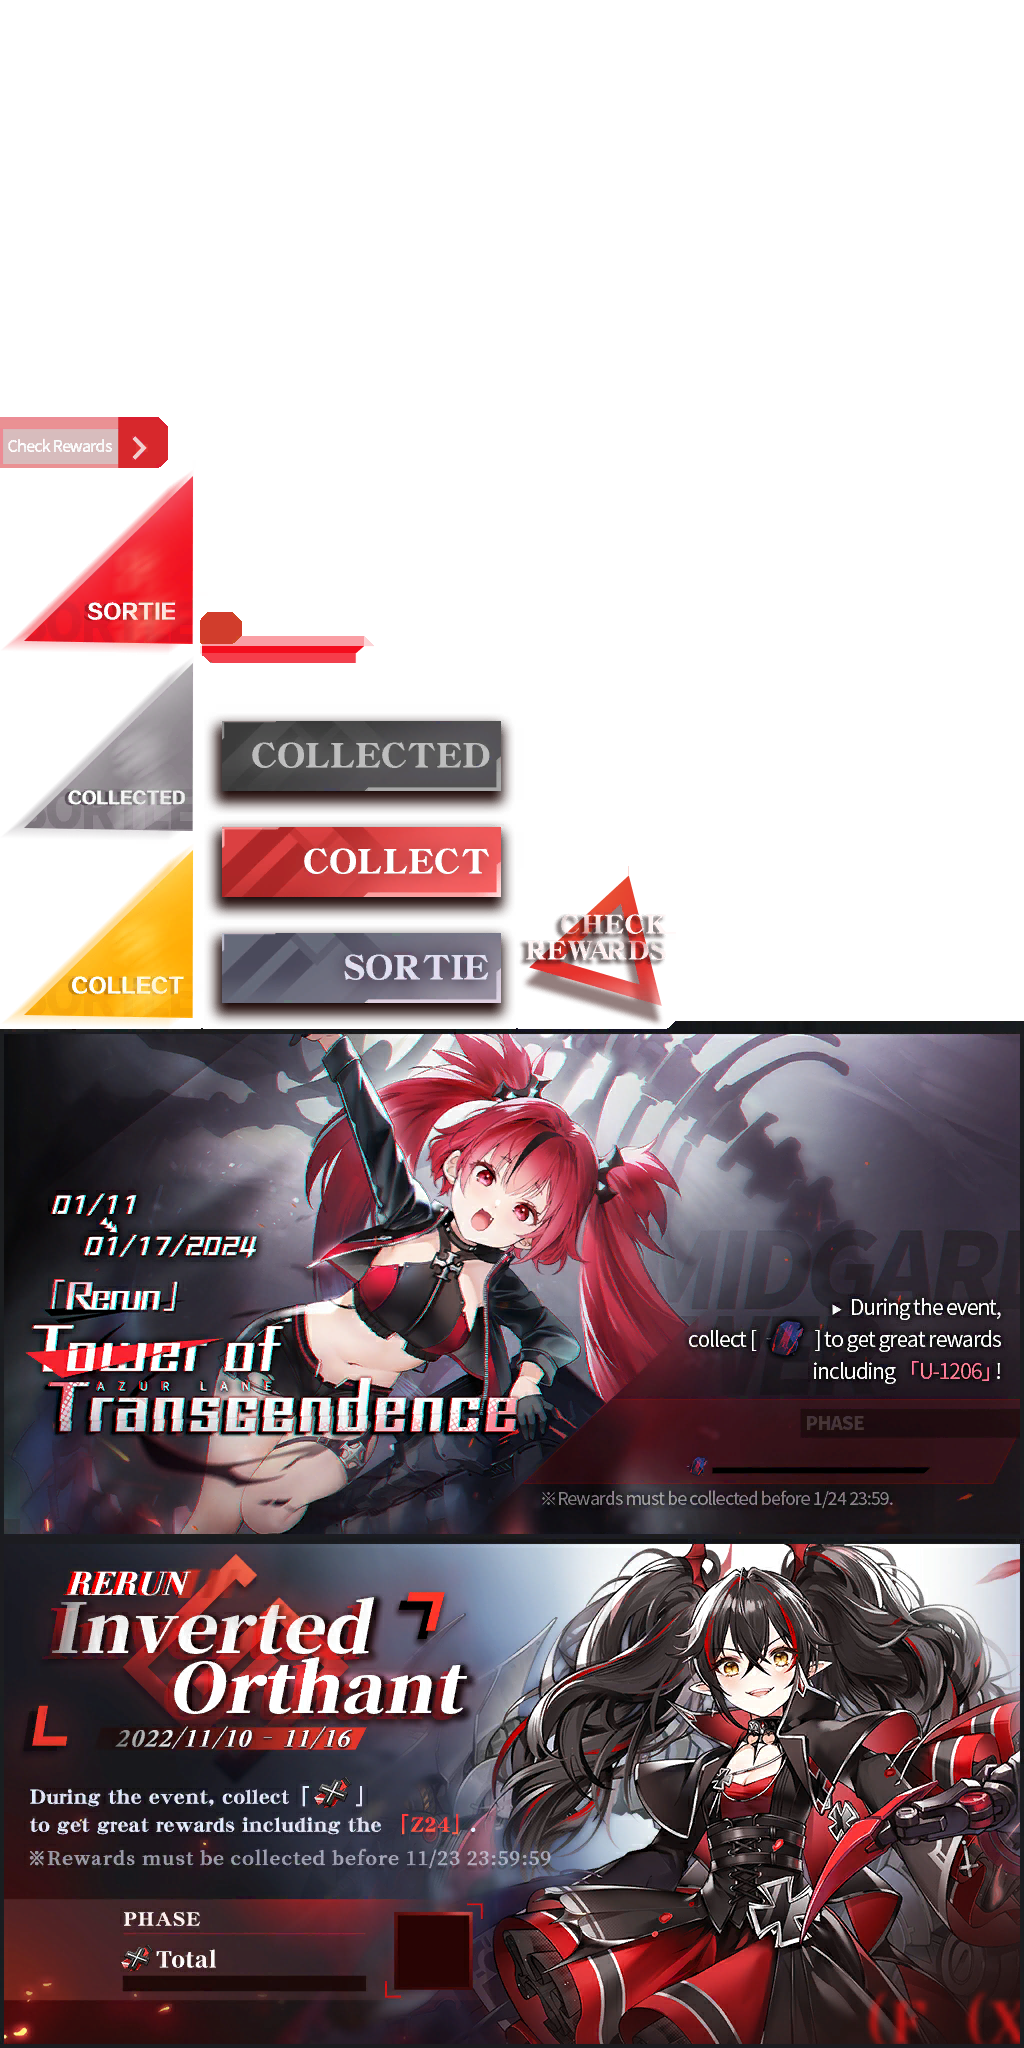 Check Rewards
SORTIE
COLLECTED
COLLECT
COLLECTED
COLLECT
SORTIE
CHECK
REWARDS
01/11
01/17/2024
「Rerun」
Tower of
AZUR LANE
Transcendence
MIDGARD
▸ During the event,
collect [ ] to get great rewards
including 「U-1206」!
PHASE
※Rewards must be collected before 1/24 23:59.
RERUN
Inverted
Orthant
2022/11/10 - 11/16
During the event, collect「 」
to get great rewards including the 「Z24」.
※Rewards must be collected before 11/23 23:59:59
PHASE
Total